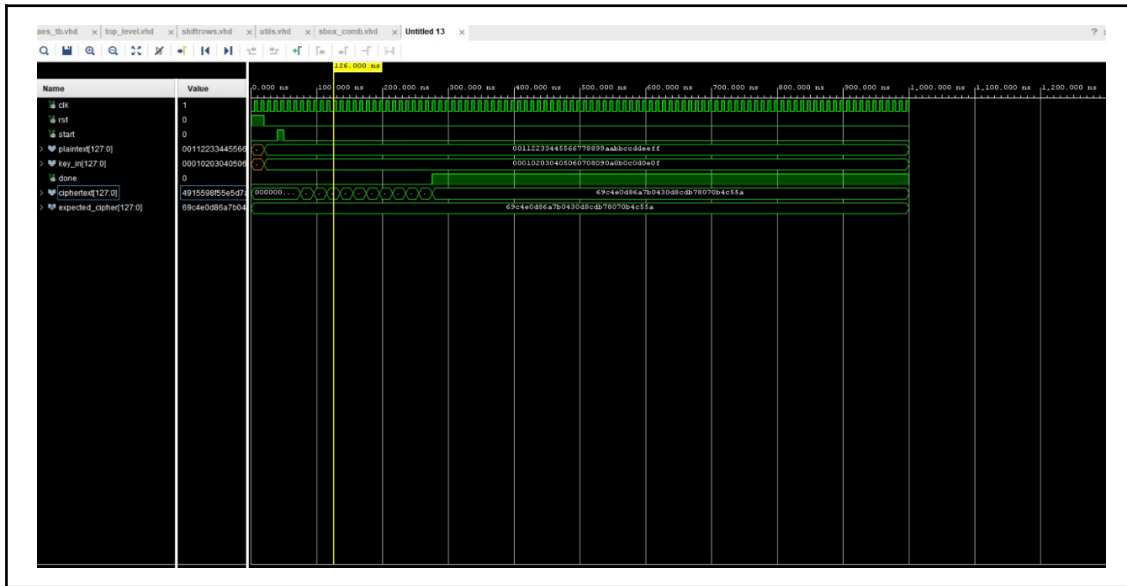 aes_tb.vhd × top_level.vhd × shiftrows.vhd × utils.vhd × sbox_comb.vhd × Untitled 13 × ?
126.000 ns
Name Value 0.000 ns 100.000 ns 200.000 ns 300.000 ns 400.000 ns 500.000 ns 600.000 ns 700.000 ns 800.000 ns 900.000 ns 1,000.000 ns 1,100.000 ns 1,200.000 ns
clk 1
rst 0
start 0
plaintext[127:0] 00112233445566 00112233445566778899aabbccddeeff
key_in[127:0] 00010203040506 000102030405060708090a0b0c0d0e0f
done 0
ciphertext[127:0] 4915598f55e5d7 000000... 69c4e0d86a7b0430d8cdb78070b4c55a
expected_cipher[127:0] 69c4e0d86a7b04 69c4e0d86a7b0430d8cdb78070b4c55a